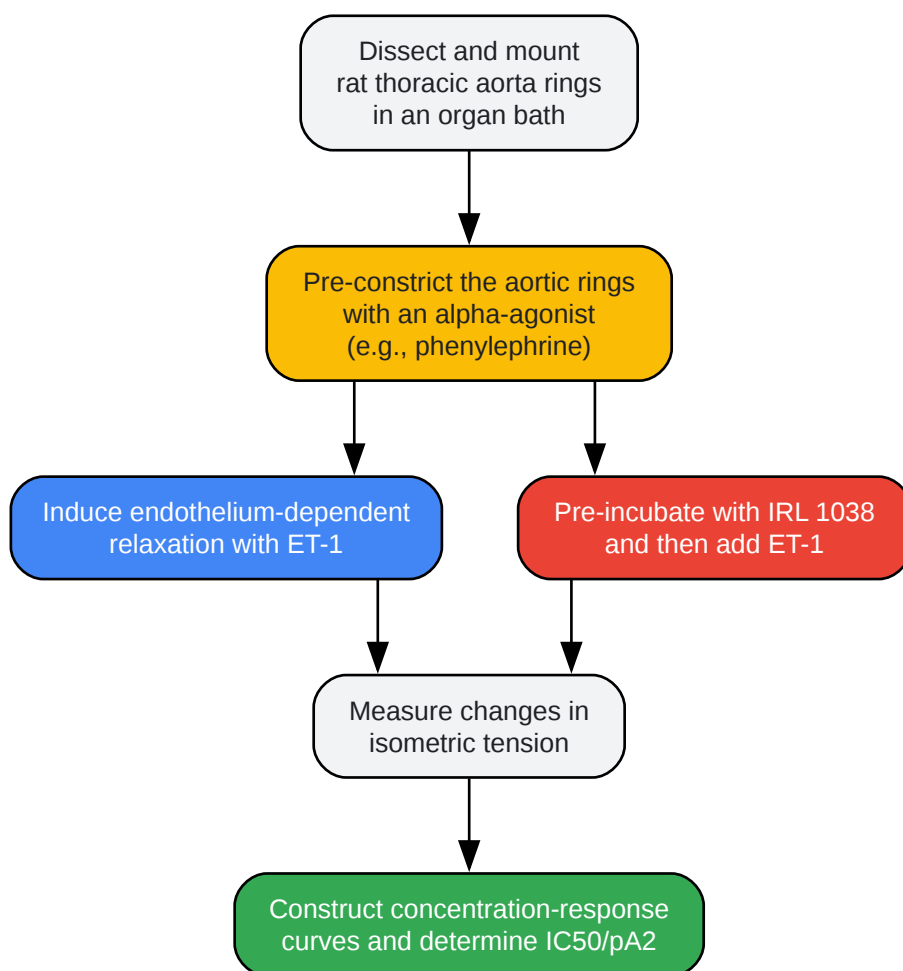 Dissect and mount
rat thoracic aorta rings
in an organ bath
Pre-constrict the aortic rings
with an alpha-agonist
(e.g., phenylephrine)
Induce endothelium-dependent
relaxation with ET-1
Pre-incubate with IRL 1038
and then add ET-1
Measure changes in
isometric tension
Construct concentration-response
curves and determine IC50/pA2